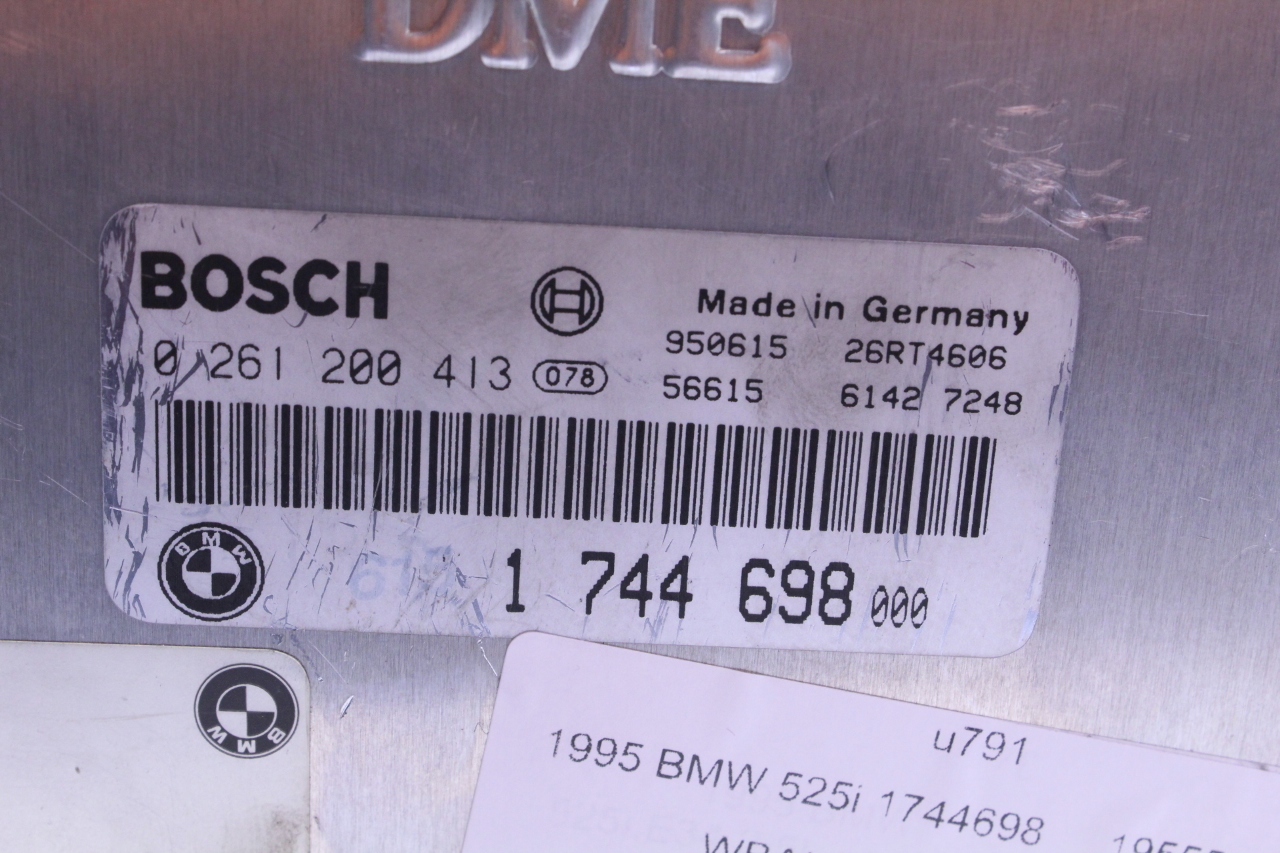 DME
BOSCH
Made in Germany
0 261 200 413 078
950615 26RT4606
56615 6142 7248
BMW
1 744 698 000
BMW
u791
1995 BMW 525i 1744698